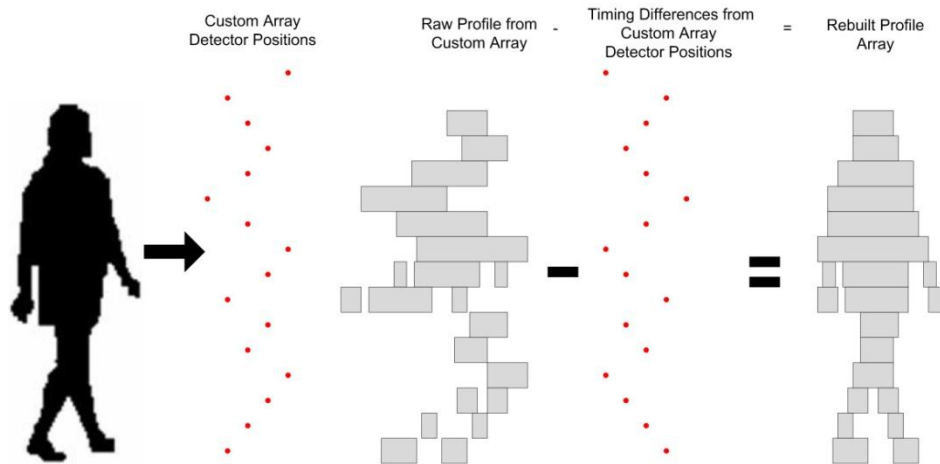 Custom Array
Detector Positions
Raw Profile from
Custom Array
-
Timing Differences from
Custom Array
Detector Positions
=
Rebuilt Profile
Array